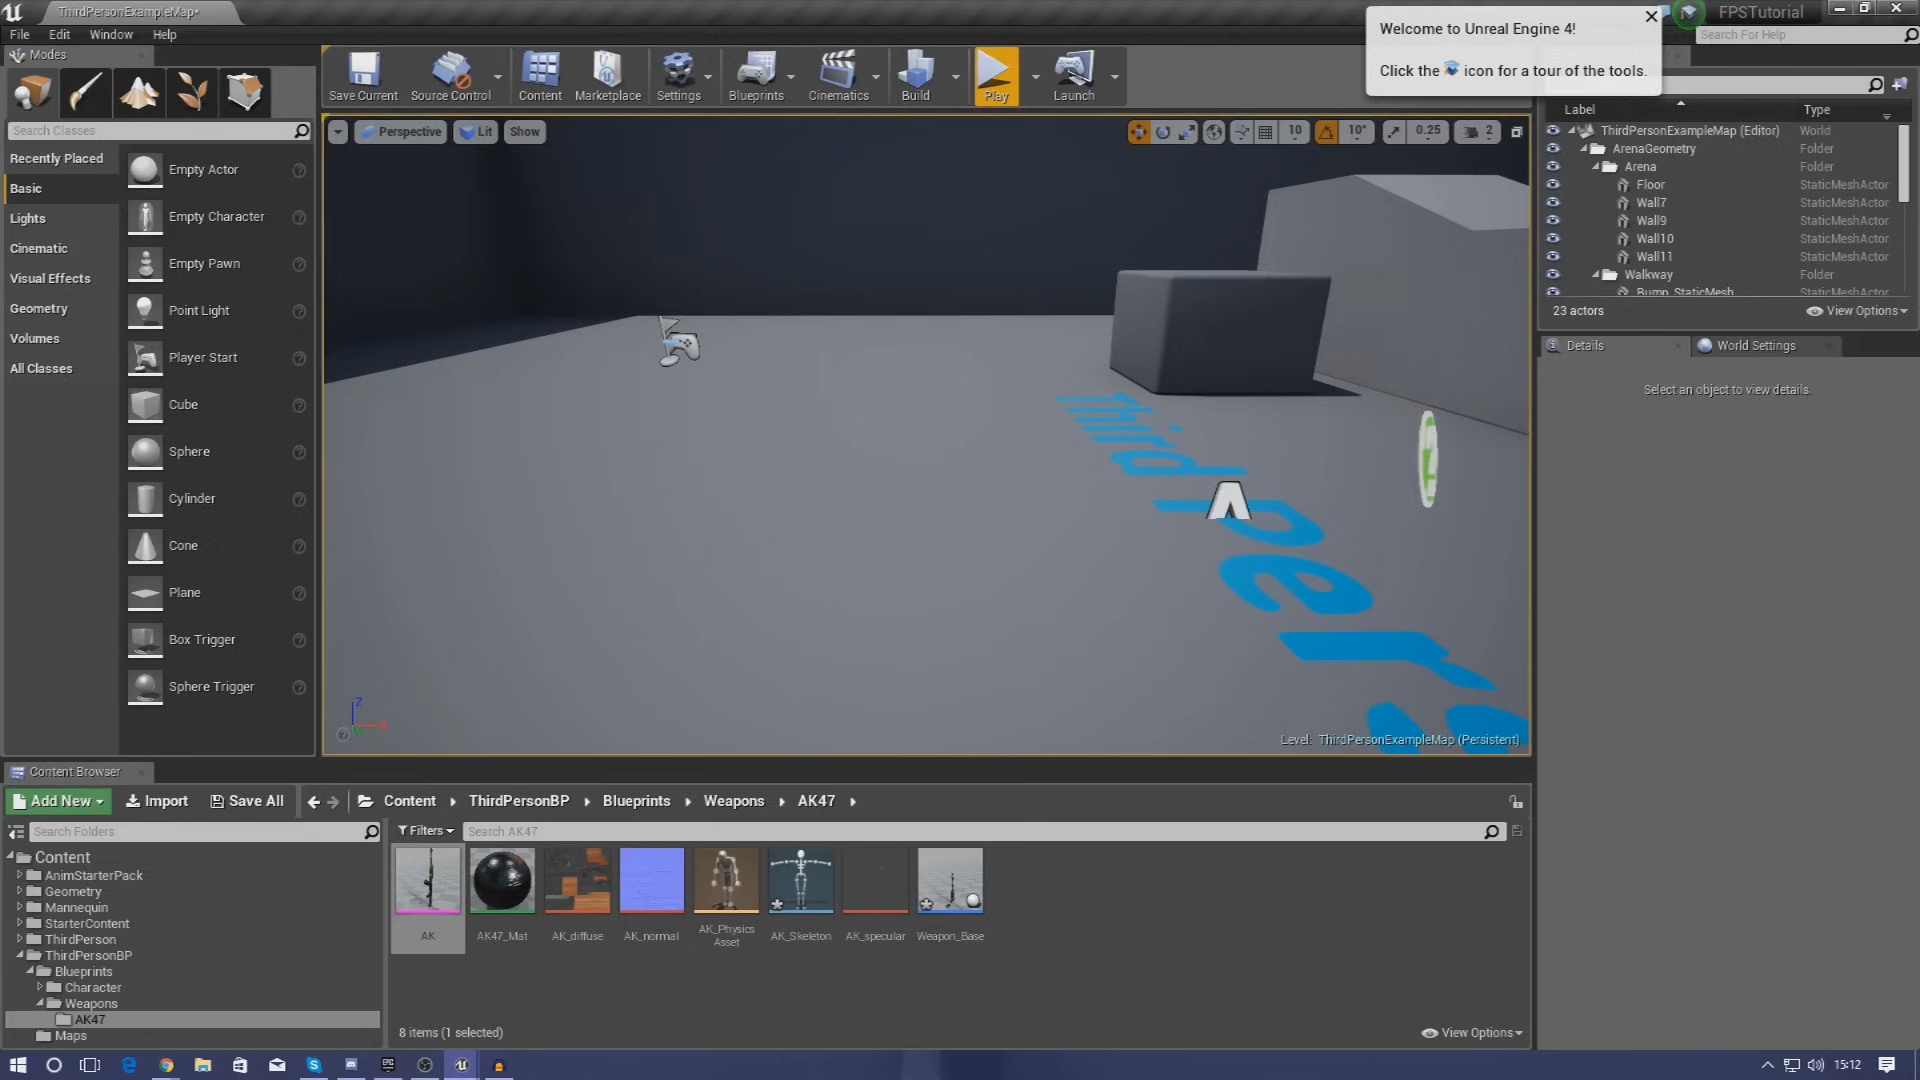 ThirdPersonExampleMap•
FPSTutorial
File Edit Window Help
Search For Help
Welcome to Unreal Engine 4!
Click the icon for a tour of the tools.
Modes
Save Current
Source Control
Content
Marketplace
Settings
Blueprints
Cinematics
Build
Play
Launch
Search Classes
Recently Placed
Basic
Lights
Cinematic
Visual Effects
Geometry
Volumes
All Classes
Empty Actor
Empty Character
Empty Pawn
Point Light
Player Start
Cube
Sphere
Cylinder
Cone
Plane
Box Trigger
Sphere Trigger
Perspective Lit Show
10 10° 0.25 2
Third Pers
Z
X
Y
Level: ThirdPersonExampleMap (Persistent)
Label Type
ThirdPersonExampleMap (Editor) World
ArenaGeometry Folder
Arena Folder
Floor StaticMeshActor
Wall7 StaticMeshActor
Wall9 StaticMeshActor
Wall10 StaticMeshActor
Wall11 StaticMeshActor
Walkway Folder
Bump_StaticMesh StaticMeshActor
23 actors View Options
Details World Settings
Select an object to view details.
Content Browser
Add New Import Save All Content ThirdPersonBP Blueprints Weapons AK47
Search Folders
Filters Search AK47
Content
AnimStarterPack
Geometry
Mannequin
StarterContent
ThirdPerson
ThirdPersonBP
Blueprints
Character
Weapons
AK47
Maps
AK
AK47_Mat
AK_diffuse
AK_normal
AK_Physics
Asset
AK_Skeleton
AK_specular
Weapon_Base
8 items (1 selected) View Options
15:12